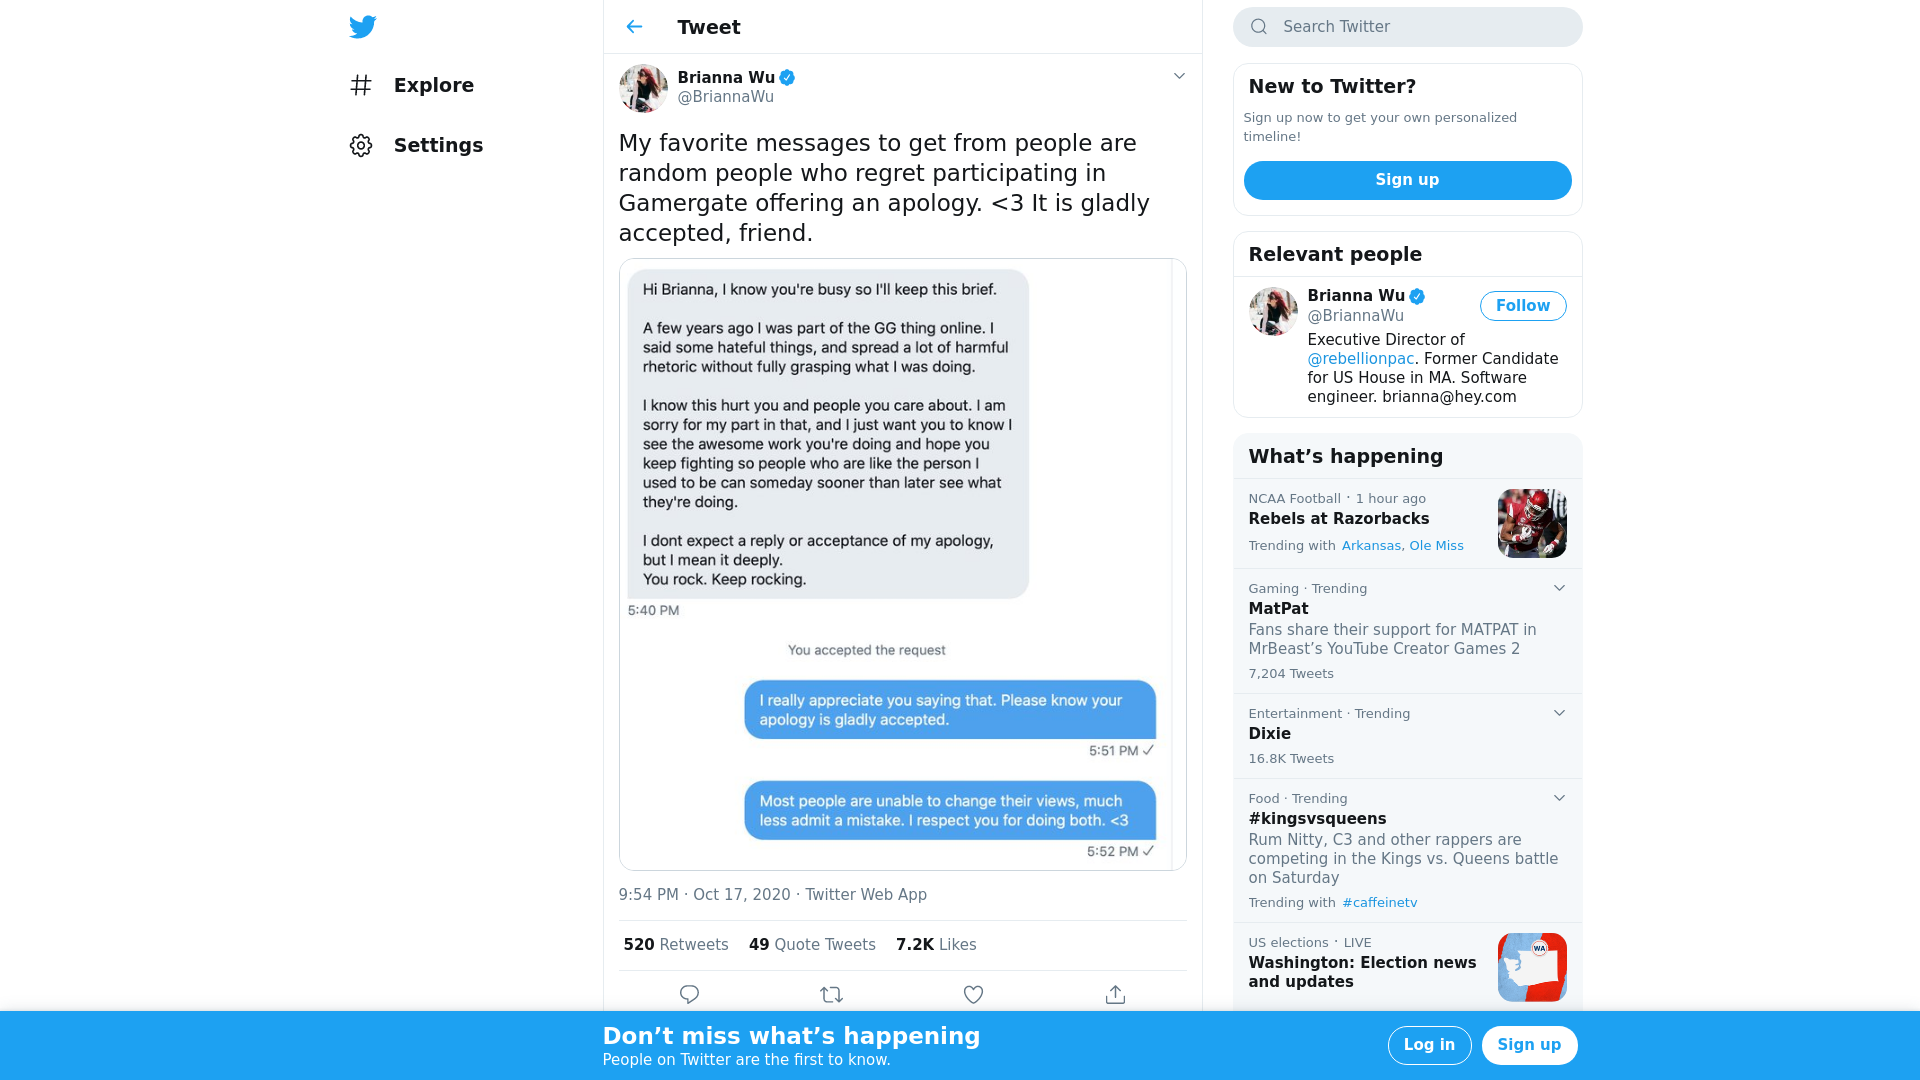 Explore
Settings
Tweet
Brianna Wu
@BriannaWu
My favorite messages to get from people are
random people who regret participating in
Gamergate offering an apology. <3 It is gladly
accepted, friend.
Hi Brianna, I know you're busy so I'll keep this brief.
A few years ago I was part of the GG thing online. I
said some hateful things, and spread a lot of harmful
rhetoric without fully grasping what I was doing.
I know this hurt you and people you care about. I am
sorry for my part in that, and I just want you to know I
see the awesome work you're doing and hope you
keep fighting so people who are like the person I
used to be can someday sooner than later see what
they're doing.
I dont expect a reply or acceptance of my apology,
but I mean it deeply.
You rock. Keep rocking.
5:40 PM
You accepted the request
I really appreciate you saying that. Please know your
apology is gladly accepted.
5:51 PM ✓
Most people are unable to change their views, much
less admit a mistake. I respect you for doing both. <3
5:52 PM ✓
9:54 PM · Oct 17, 2020 · Twitter Web App
520 Retweets 49 Quote Tweets 7.2K Likes
Search Twitter
New to Twitter?
Sign up now to get your own personalized
timeline!
Sign up
Relevant people
Brianna Wu
@BriannaWu
Follow
Executive Director of
@rebellionpac. Former Candidate
for US House in MA. Software
engineer. brianna@hey.com
What’s happening
NCAA Football · 1 hour ago
Rebels at Razorbacks
Trending with Arkansas, Ole Miss
Gaming · Trending
MatPat
Fans share their support for MATPAT in
MrBeast’s YouTube Creator Games 2
7,204 Tweets
Entertainment · Trending
Dixie
16.8K Tweets
Food · Trending
#kingsvsqueens
Rum Nitty, C3 and other rappers are
competing in the Kings vs. Queens battle
on Saturday
Trending with #caffeinetv
US elections · LIVE
Washington: Election news
and updates
WA
Don’t miss what’s happening
People on Twitter are the first to know.
Log in
Sign up